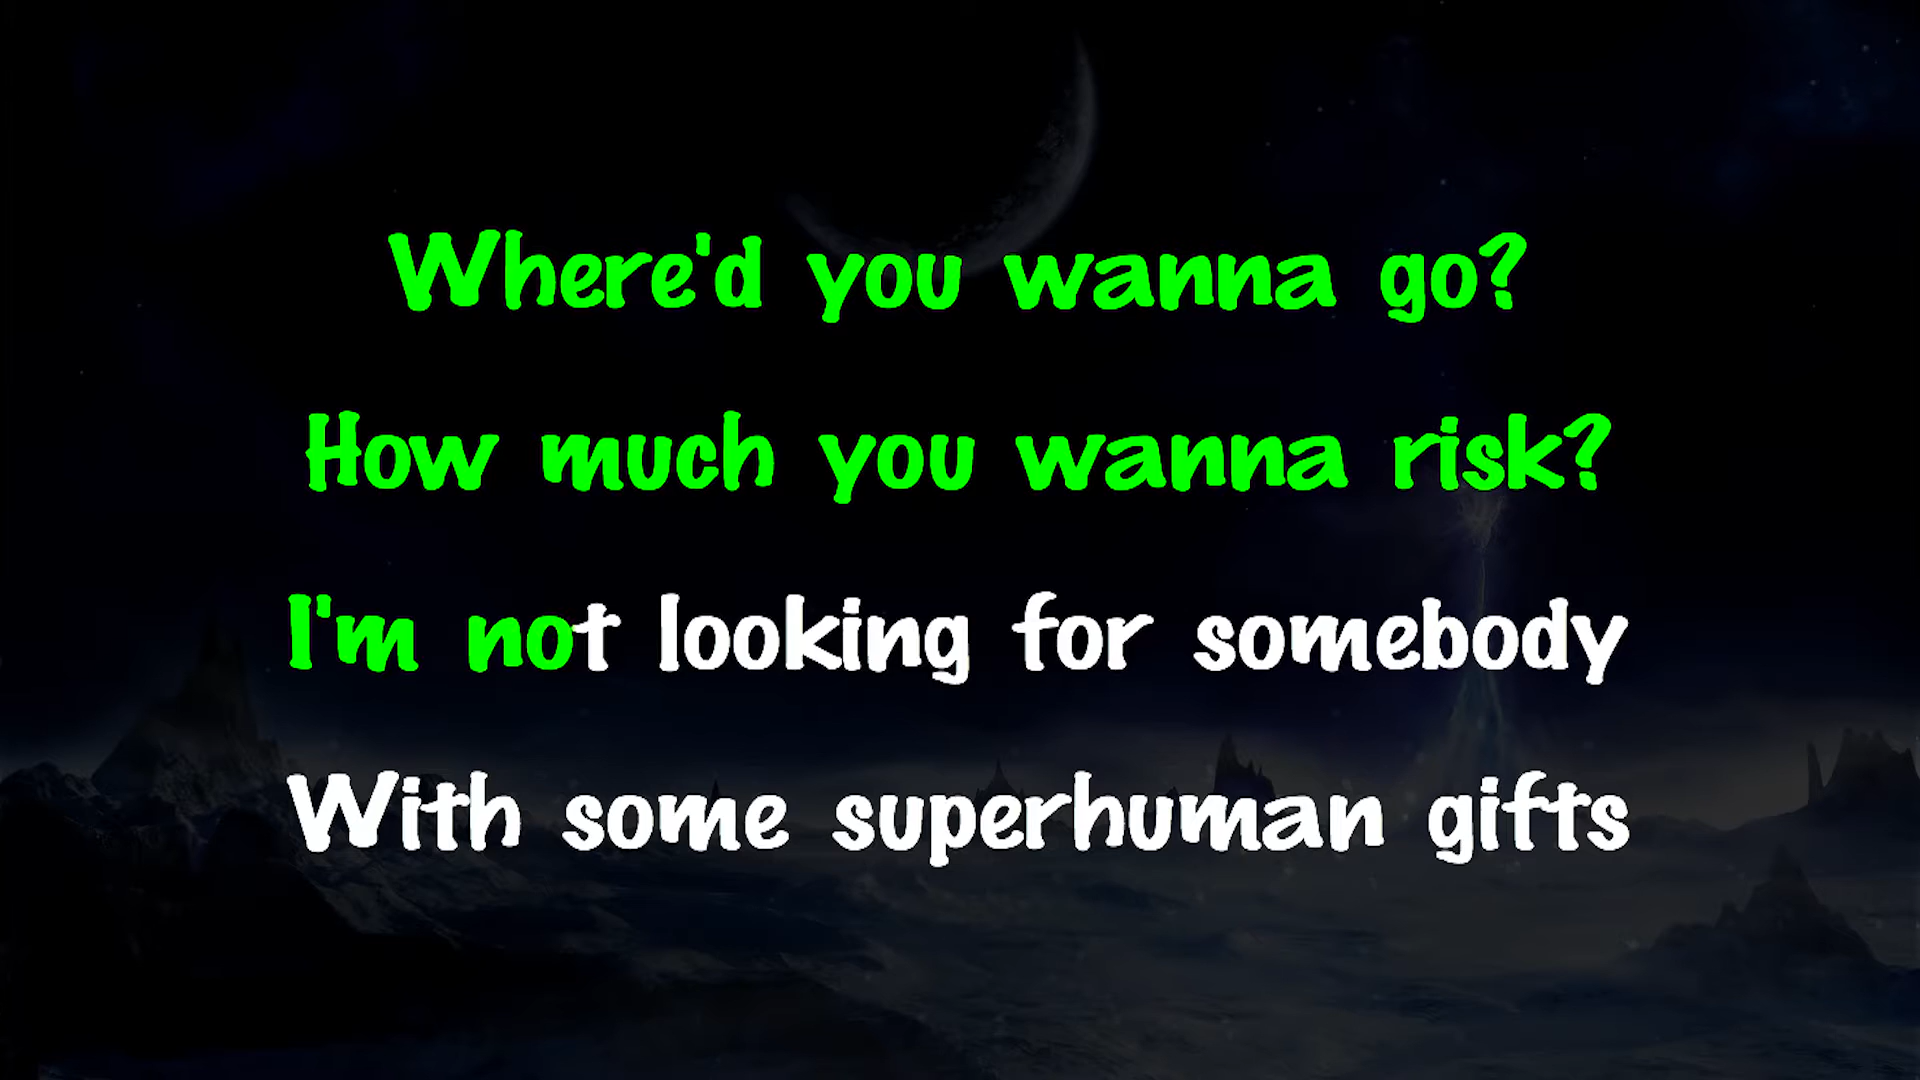 Where'd you wanna go?
How much you wanna risk?
I'm not looking for somebody
With some superhuman gifts